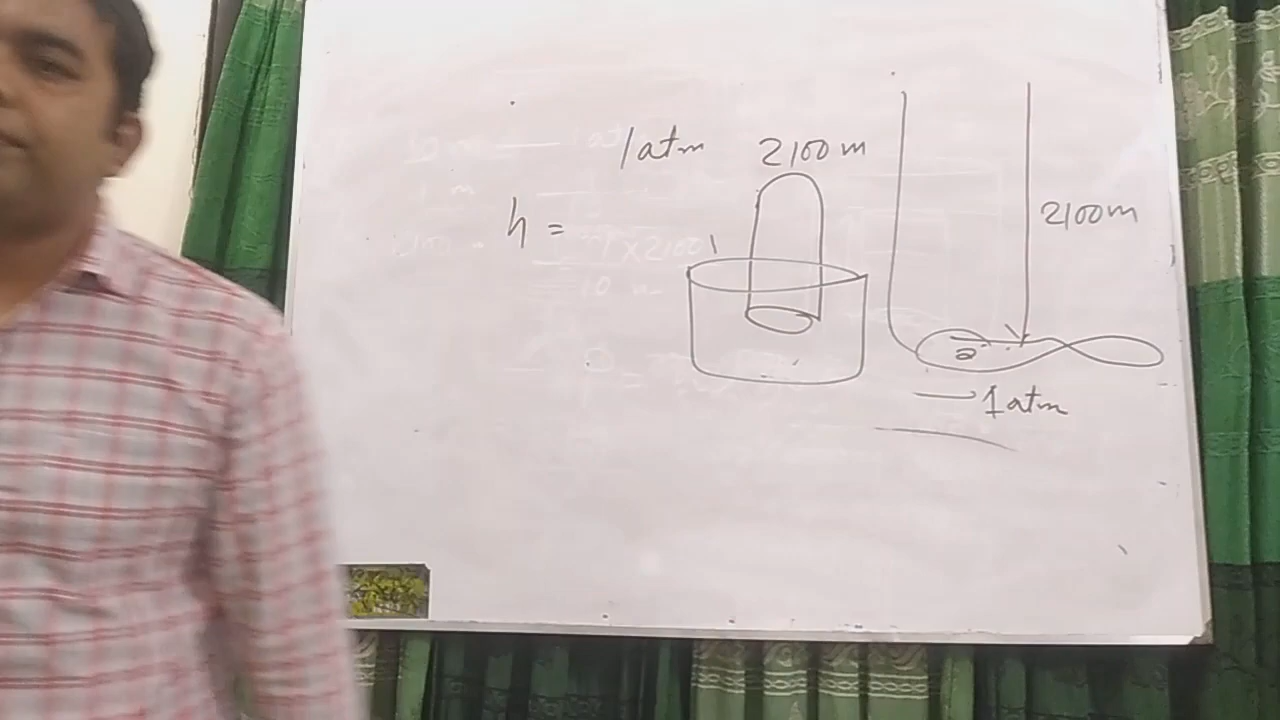 1atm 2100m
h =
2100m
1atm